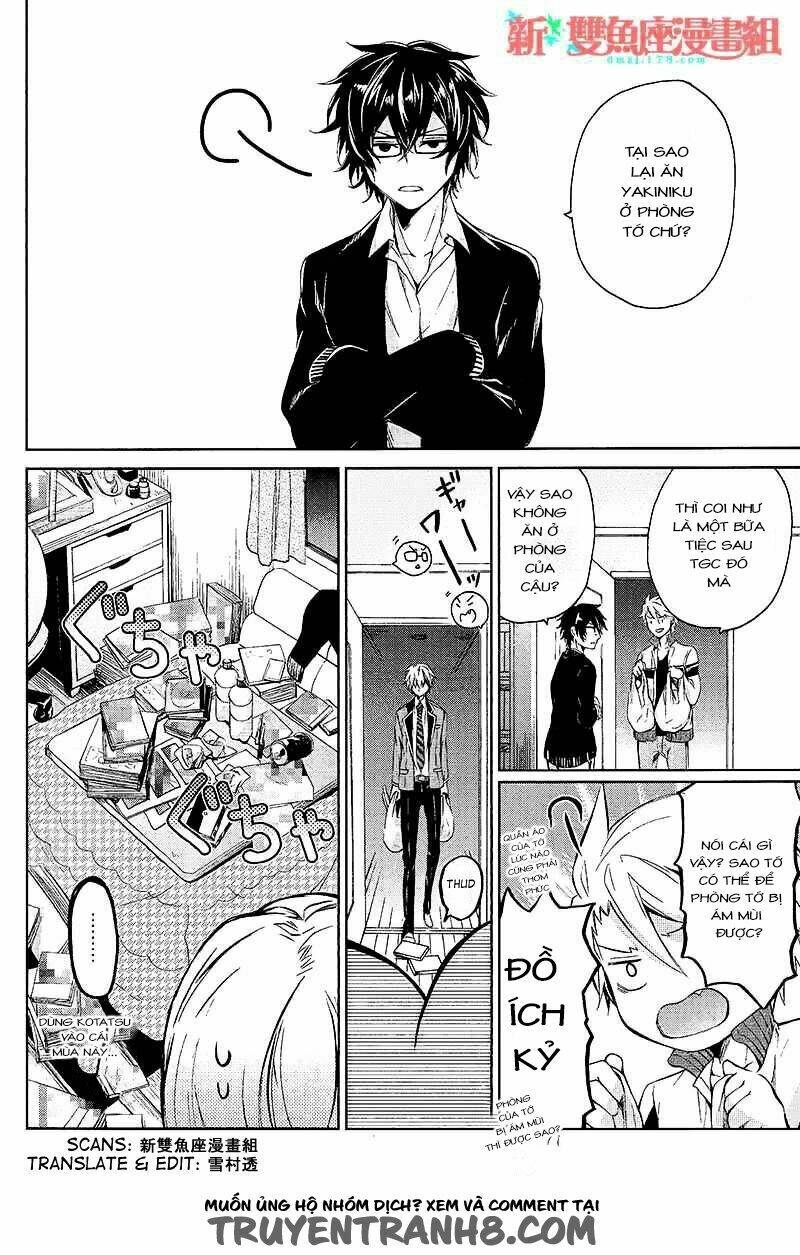 新 雙魚座漫畫組
dmzj.178.com
TẠI SAO
LẠI ĂN
YAKINIKU
Ở PHÒNG
TỚ CHỨ?
THÌ COI NHƯ
LÀ MỘT BỮA
TIỆC SAU
TGC ĐÓ
MÀ
VẬY SAO
KHÔNG
ĂN Ở
PHÒNG
CỦA
CẬU?
NÓI CÁI GÌ
VẬY? SAO TỚ
CÓ THỂ ĐỂ
PHÒNG TỚ BỊ
ÁM MÙI
ĐƯỢC?
QUẦN ÁO
CỦA TỚ
LÚC NÀO
CŨNG PHẢI
THƠM
PHỨC
ĐỒ
ÍCH
KỶ
PHÒNG
CỦA TỚ
BỊ ÁM MÙI
THÌ ĐƯỢC SAO?
ギャー
ワー
THUD
ぐちゃ
ぐちゃ
.........
DÙNG KOTATSU
VÀO CÁI
MÙA NÀY...
SCANS: 新雙魚座漫畫組
TRANSLATE & EDIT: 雪村透
MUỐN ỦNG HỘ NHÓM DỊCH? XEM VÀ COMMENT TẠI
TRUYENTRANH8.COM